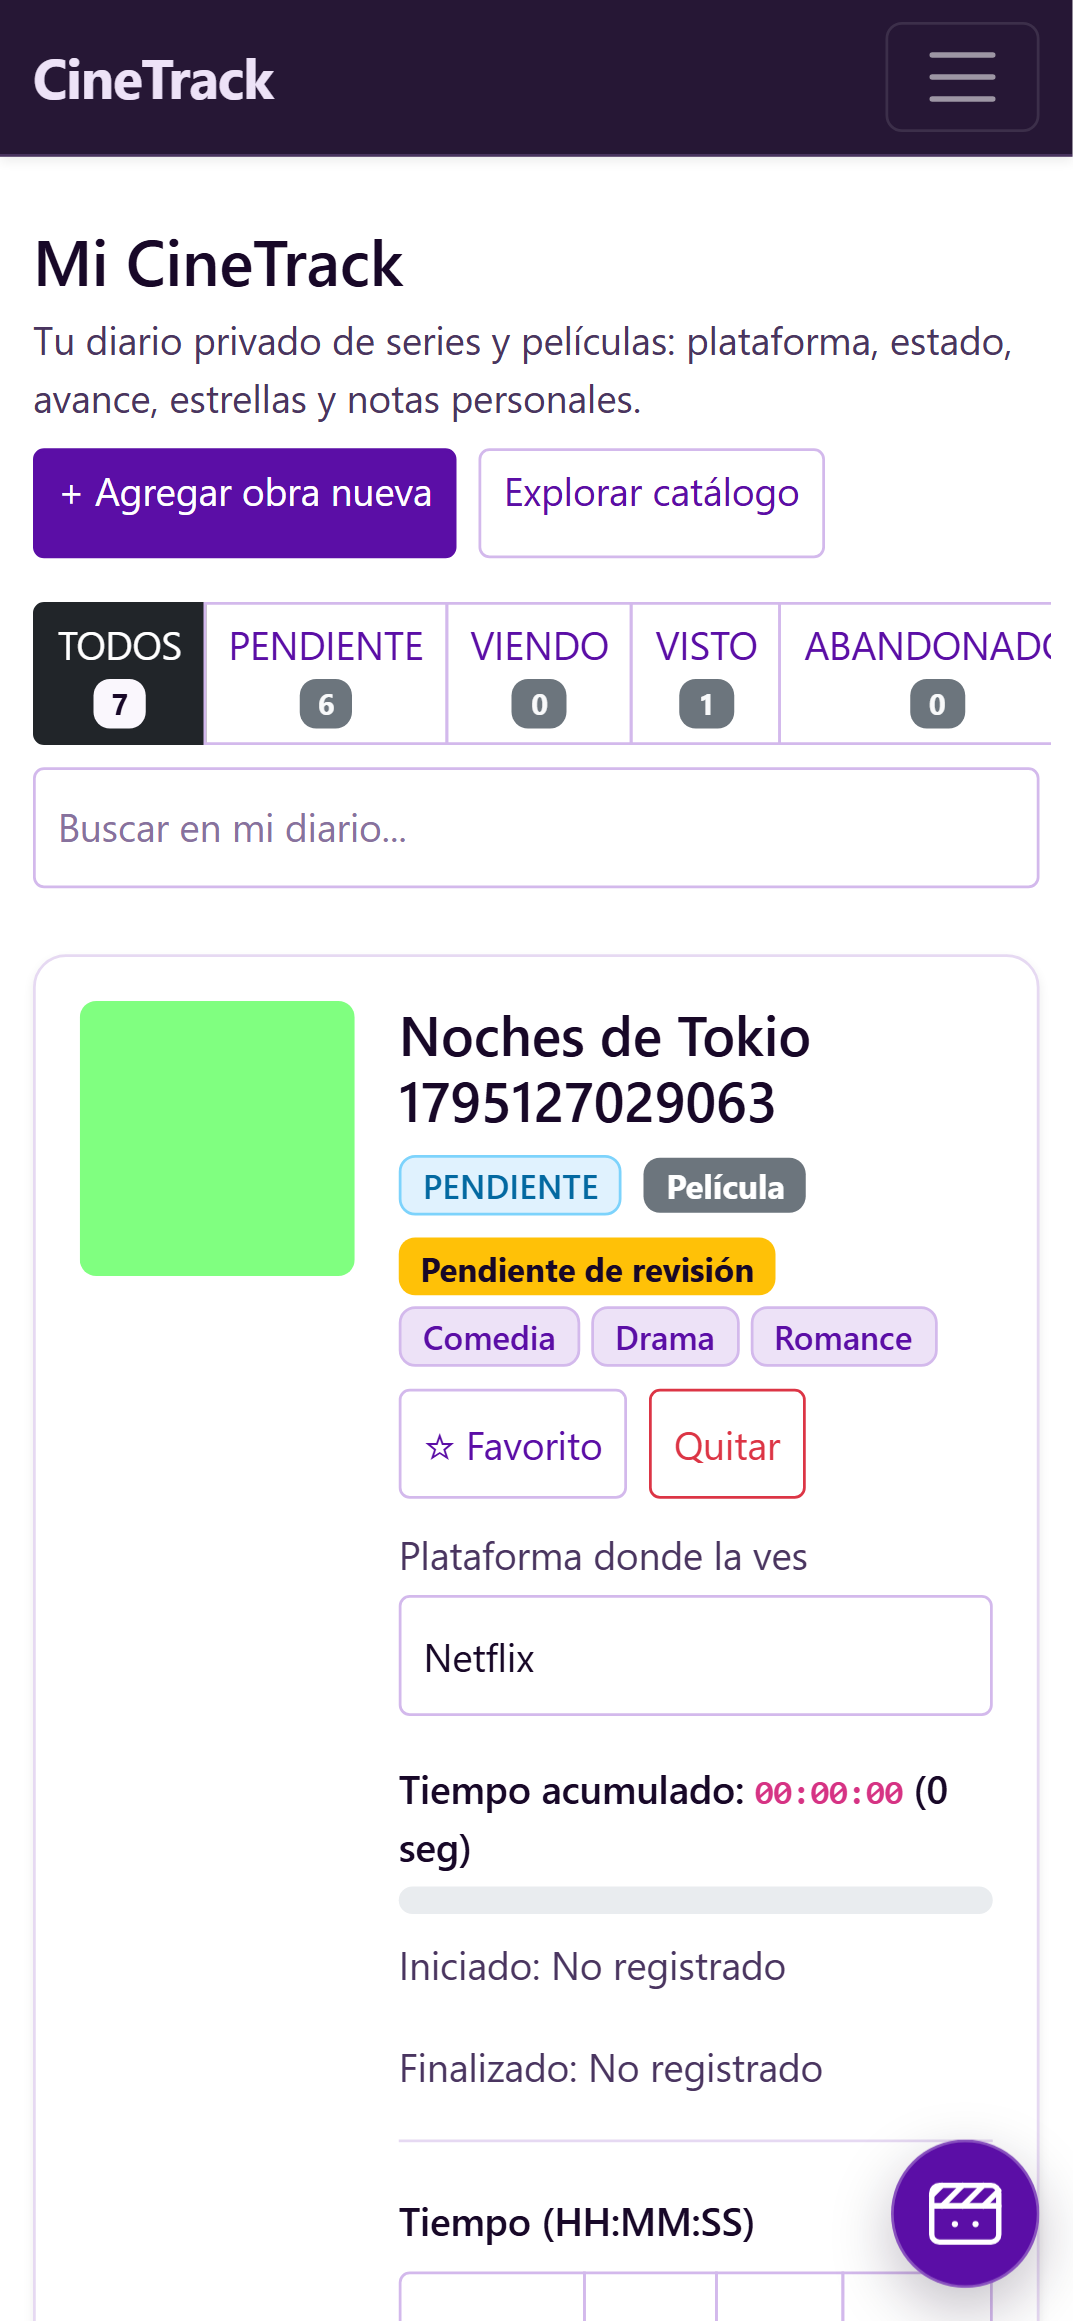 CineTrack
Mi CineTrack
Tu diario privado de series y películas: plataforma, estado,
avance, estrellas y notas personales.
+ Agregar obra nueva
Explorar catálogo
TODOS PENDIENTE VIENDO VISTO ABANDONADO
7 6 0 1 0
Buscar en mi diario...
Noches de Tokio
1795127029063
PENDIENTE Película
Pendiente de revisión
Comedia Drama Romance
☆ Favorito Quitar
Plataforma donde la ves
Netflix
Tiempo acumulado: 00:00:00 (0
seg)
Iniciado: No registrado
Finalizado: No registrado
Tiempo (HH:MM:SS)